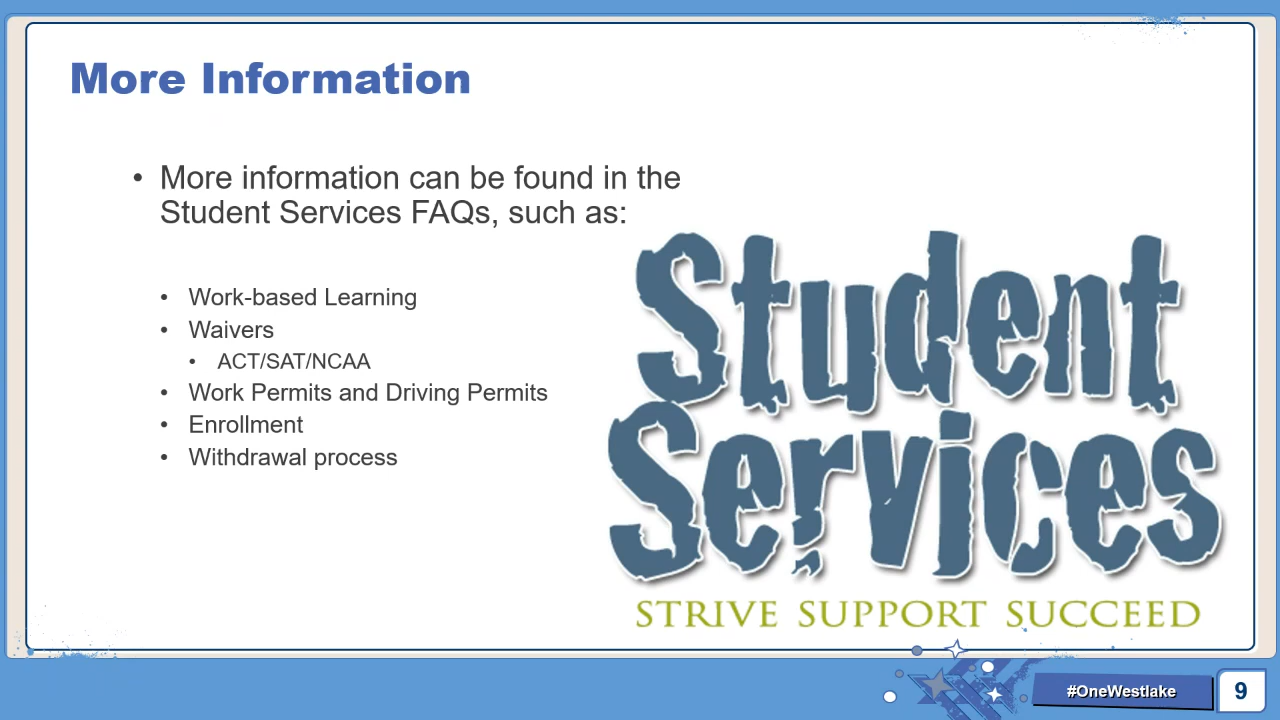 More Information
• More information can be found in the
Student Services FAQs, such as:
• Work-based Learning
• Waivers
• ACT/SAT/NCAA
• Work Permits and Driving Permits
• Enrollment
• Withdrawal process
Student
Services
STRIVE SUPPORT SUCCEED
#OneWestlake
9